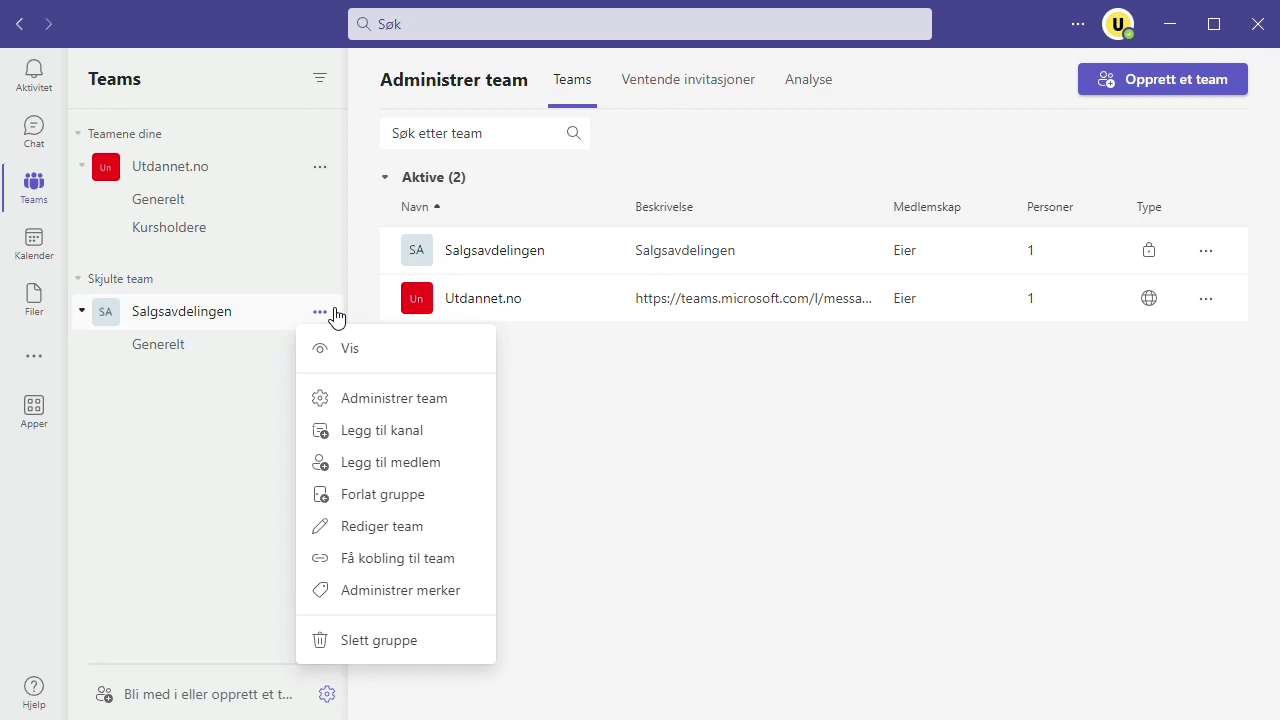 Søk
U
Aktivitet
Chat
Teams
Kalender
Filer
Apper
Hjelp
Teams
Teamene dine
Un Utdannet.no
Generelt
Kursholdere
Skjulte team
SA Salgsavdelingen
Generelt
Vis
Administrer team
Legg til kanal
Legg til medlem
Forlat gruppe
Rediger team
Få kobling til team
Administrer merker
Slett gruppe
Bli med i eller opprett et t...
Administrer team Teams Ventende invitasjoner Analyse Opprett et team
Søk etter team
Aktive (2)
Navn Beskrivelse Medlemskap Personer Type
SA Salgsavdelingen Salgsavdelingen Eier 1
Un Utdannet.no https://teams.microsoft.com/l/messa... Eier 1